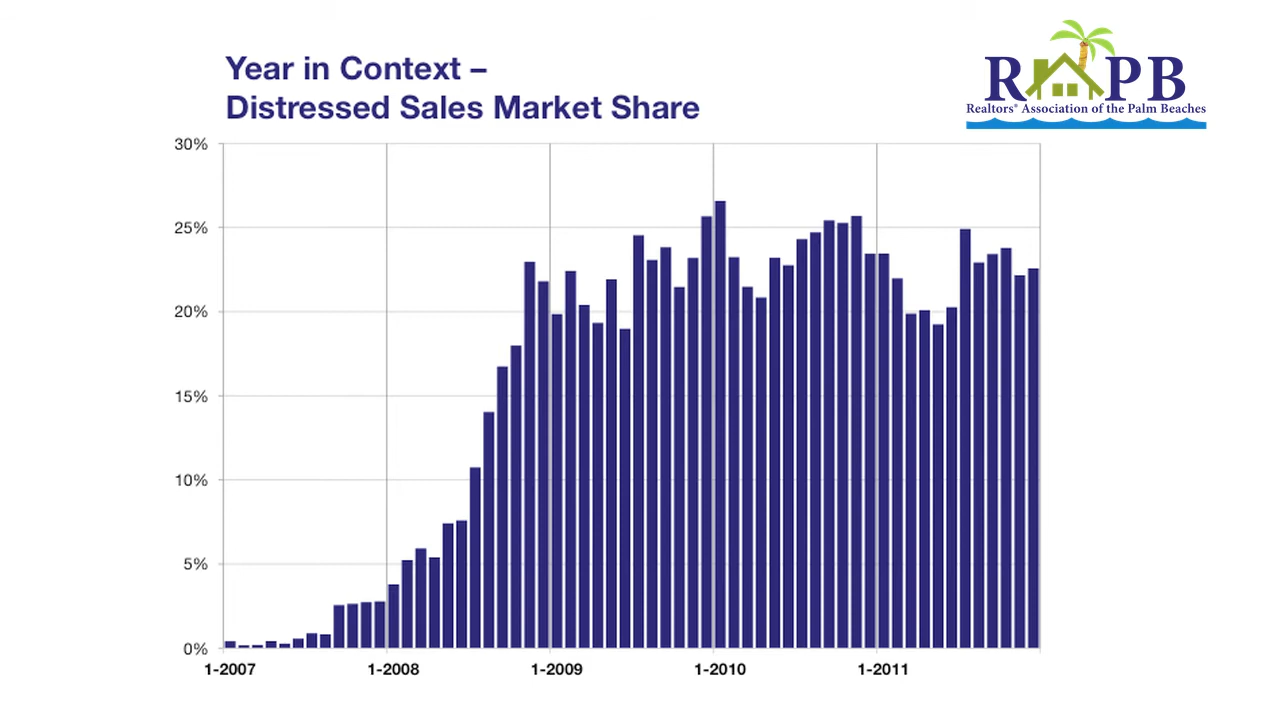 Year in Context –
Distressed Sales Market Share
RAPB
Realtors® Association of the Palm Beaches
30%
25%
20%
15%
10%
5%
0%
1-2007 1-2008 1-2009 1-2010 1-2011